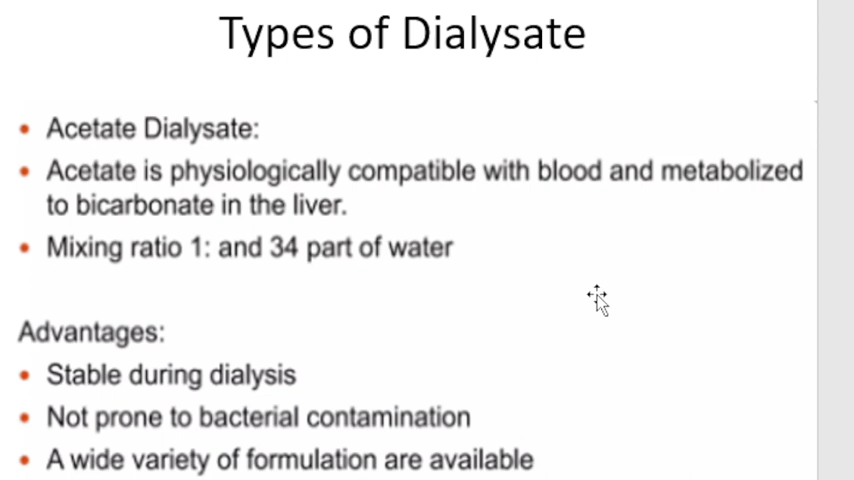 Types of Dialysate
• Acetate Dialysate:
• Acetate is physiologically compatible with blood and metabolized
to bicarbonate in the liver.
• Mixing ratio 1: and 34 part of water
Advantages:
• Stable during dialysis
• Not prone to bacterial contamination
• A wide variety of formulation are available